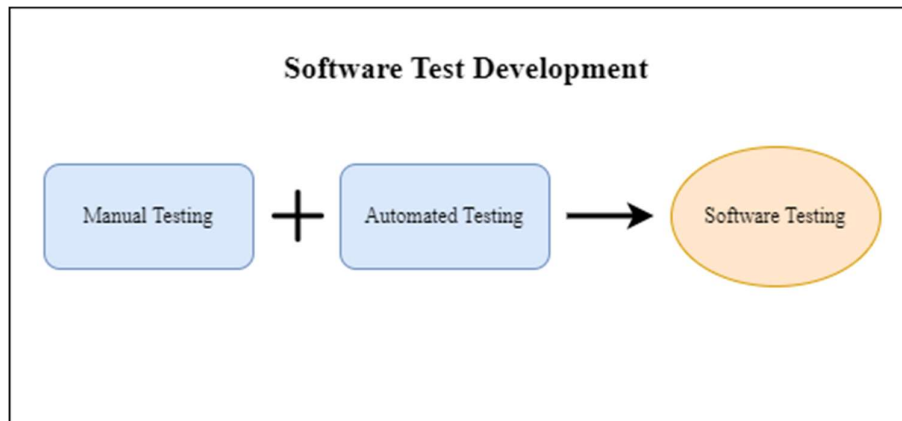 Software Test Development
Manual Testing
Automated Testing
Software Testing